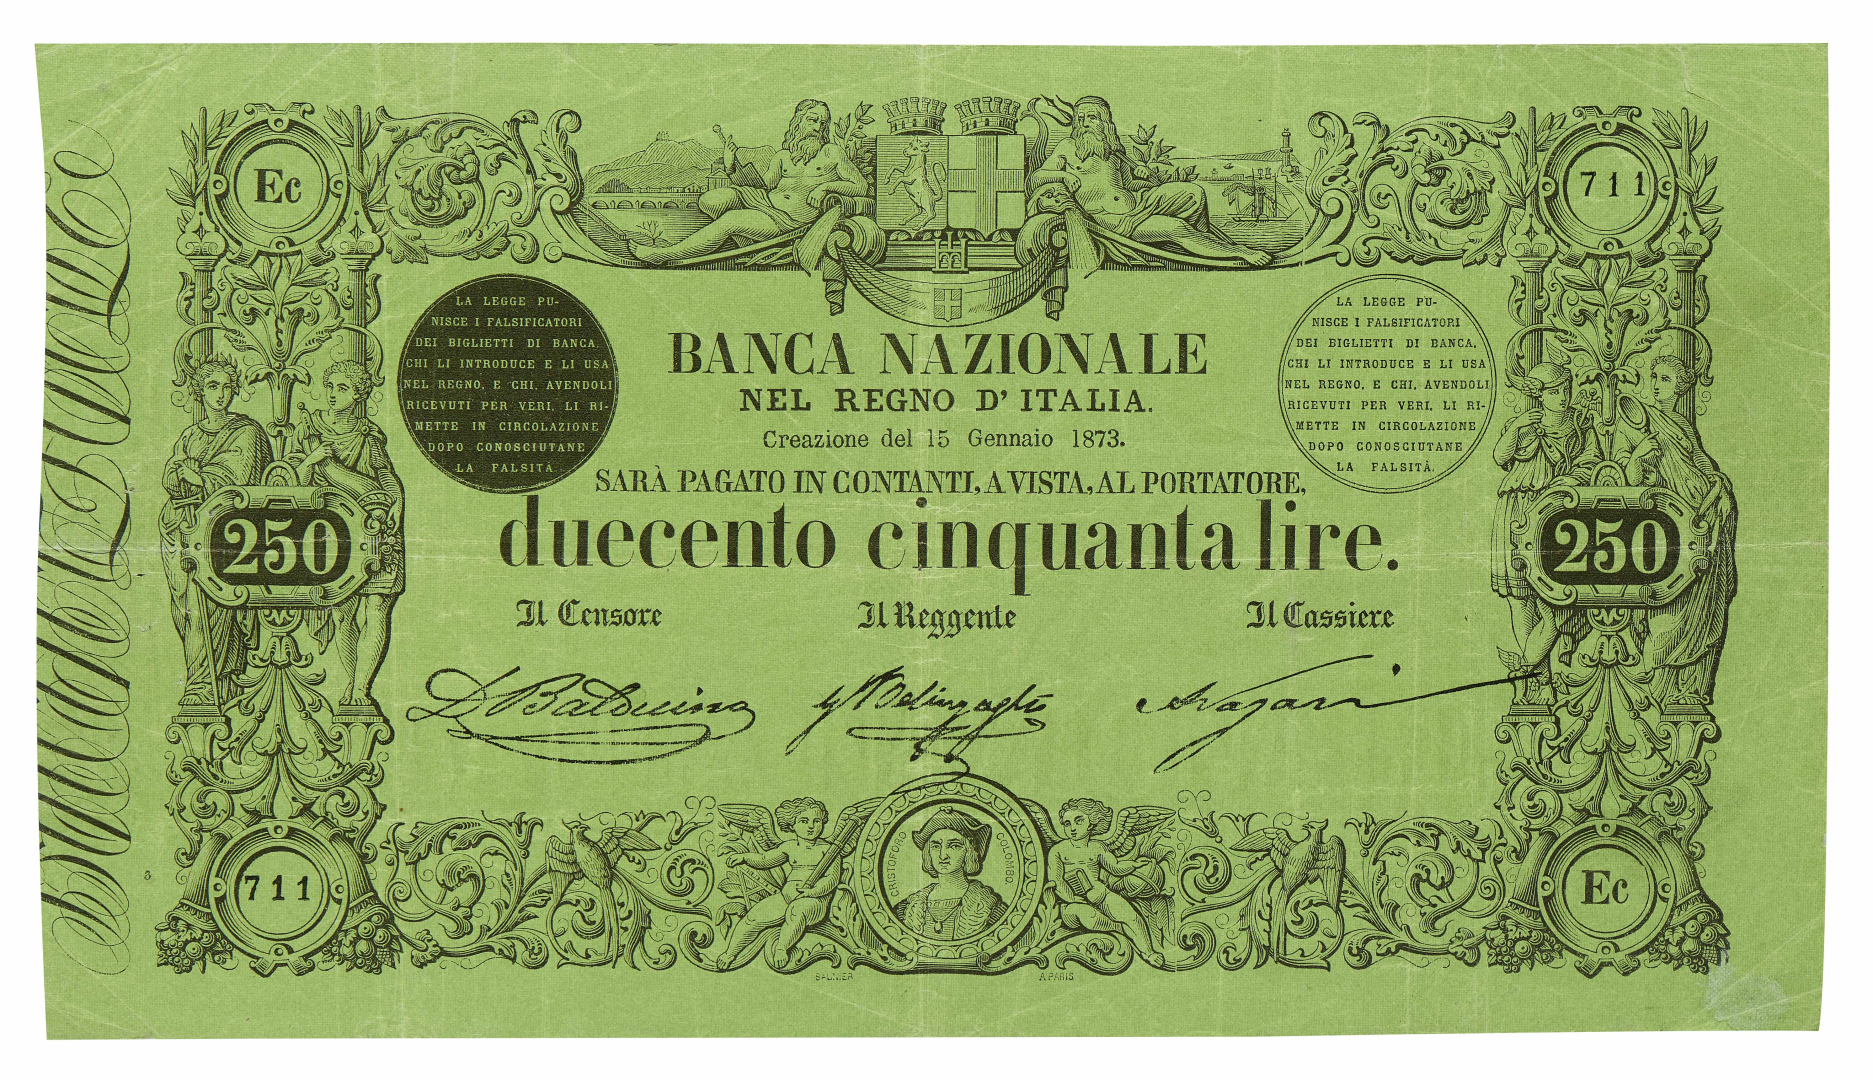 Ec
711
LA LEGGE PU-
NISCE I FALSIFICATORI
DEI BIGLIETTI DI BANCA,
CHI LI INTRODUCE E LI USA
NEL REGNO, E CHI, AVENDOLI
RICEVUTI PER VERI, LI RI-
METTE IN CIRCOLAZIONE
DOPO CONOSCIUTANE
LA FALSITÀ.
LA LEGGE PU-
NISCE I FALSIFICATORI
DEI BIGLIETTI DI BANCA,
CHI LI INTRODUCE E LI USA
NEL REGNO, E CHI, AVENDOLI
RICEVUTI PER VERI, LI RI-
METTE IN CIRCOLAZIONE
DOPO CONOSCIUTANE
LA FALSITÀ.
BANCA NAZIONALE
NEL REGNO D'ITALIA.
Creazione del 15 Gennaio 1873.
SARÀ PAGATO IN CONTANTI, A VISTA, AL PORTATORE,
250
duecento cinquanta lire.
250
Il Censore
Il Reggente
Il Cassiere
711
CRISTOFORO COLOMBO
Ec
BALNIER
A PARIS